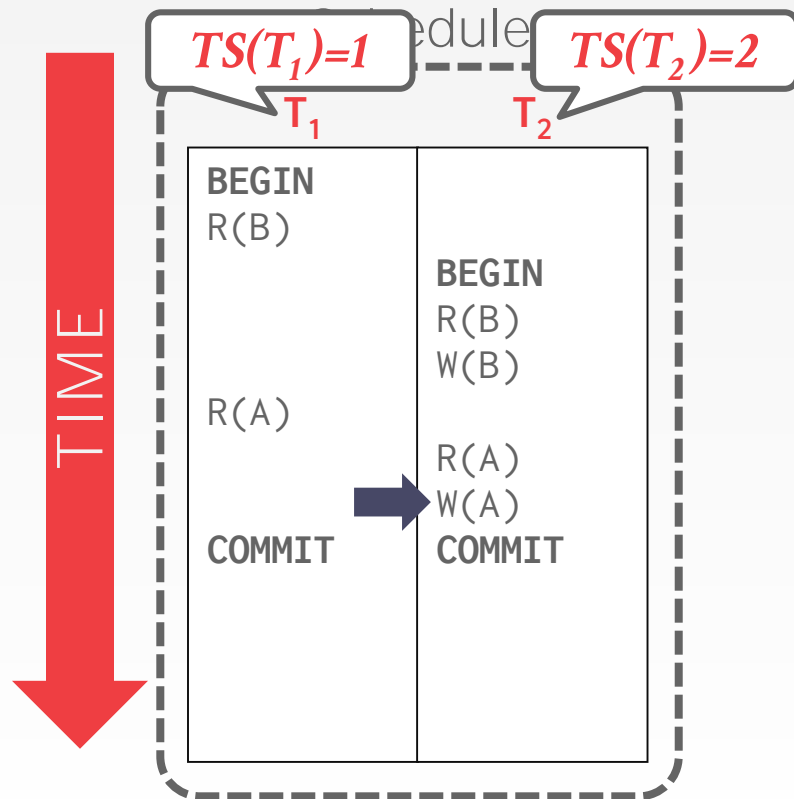 Schedule
TS(T₁)=1
TS(T₂)=2
T₁
T₂
TIME
BEGIN
R(B)
BEGIN
R(B)
W(B)
R(A)
R(A)
W(A)
COMMIT
COMMIT